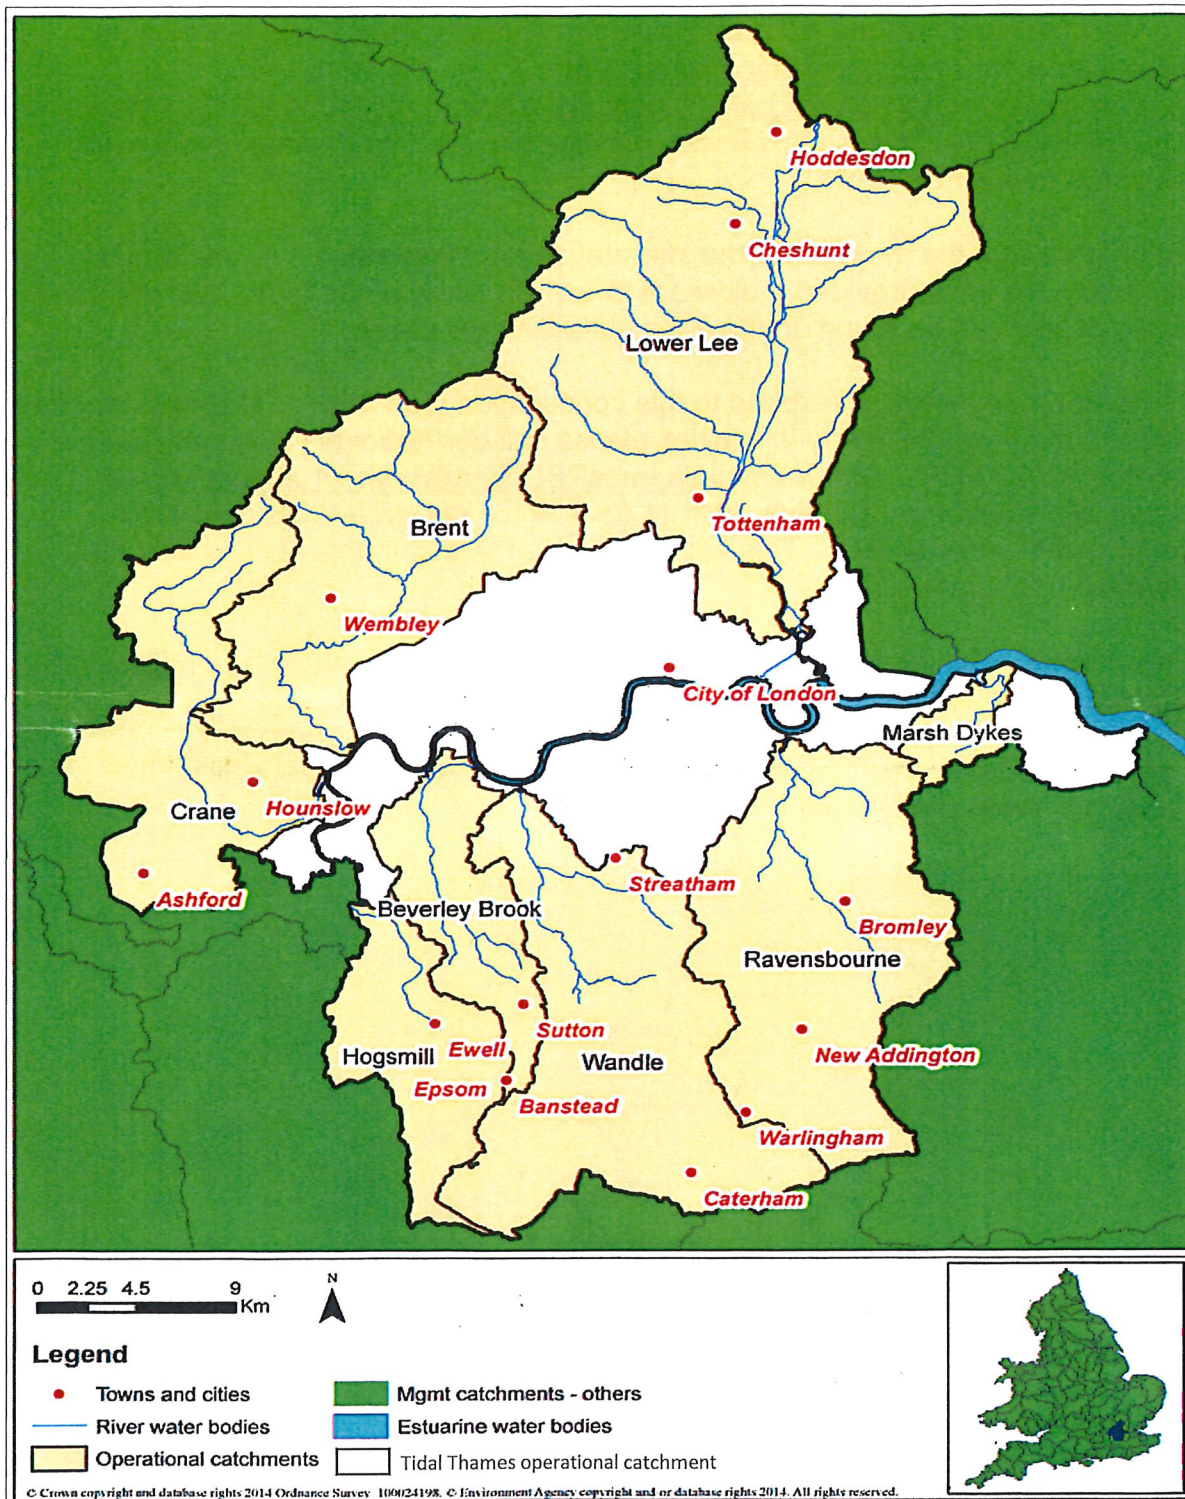 Hoddesdon
Cheshunt
Lower Lee
Brent
Tottenham
Wembley
City of London
Marsh Dykes
Crane
Hounslow
Ashford
Streatham
Beverley Brook
Bromley
Ravensbourne
Sutton
Ewell
Hogsmill
Wandle
New Addington
Epsom
Banstead
Warlingham
Caterham
0 2.25 4.5 9
Km
N
Legend
Towns and cities
River water bodies
Operational catchments
Mgmt catchments - others
Estuarine water bodies
Tidal Thames operational catchment
© Crown copyright and database rights 2014 Ordnance Survey 100024198. © Environment Agency copyright and or database rights 2014. All rights reserved.